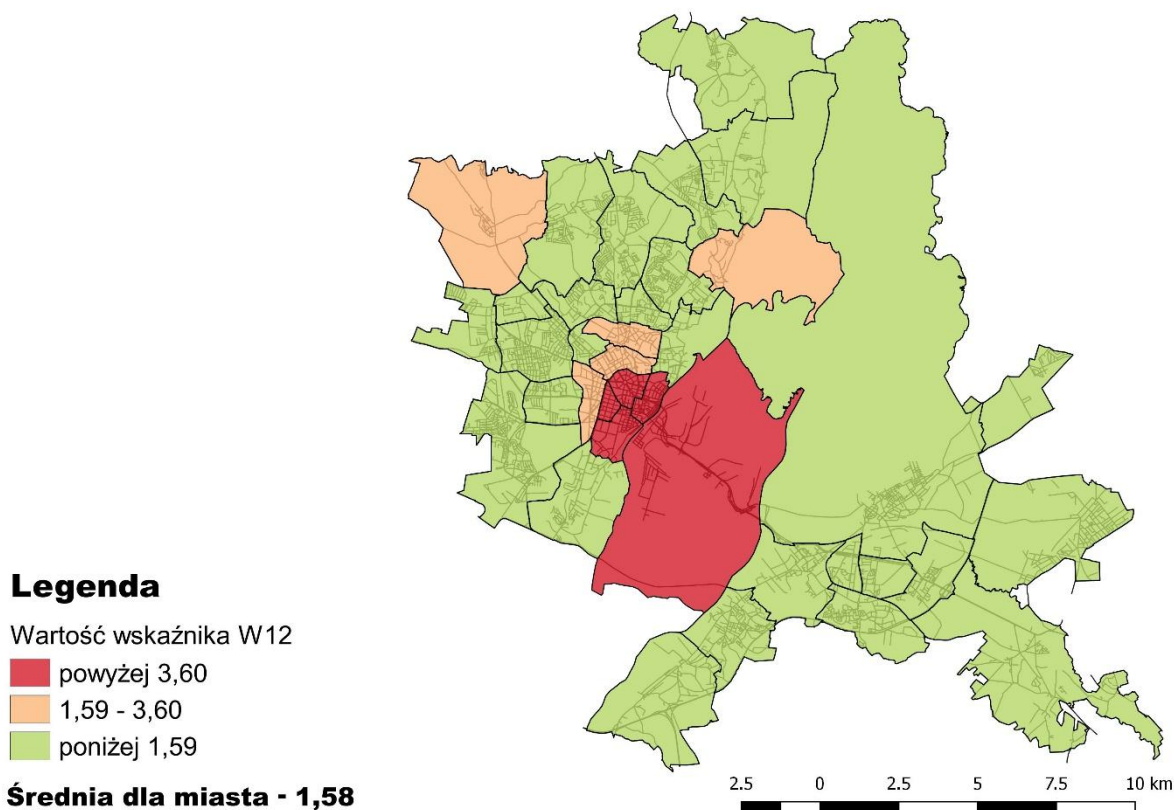 Legenda
Wartość wskaźnika W12
powyżej 3,60
1,59 - 3,60
poniżej 1,59
Średnia dla miasta - 1,58
2.5 0 2.5 5 7.5 10 km